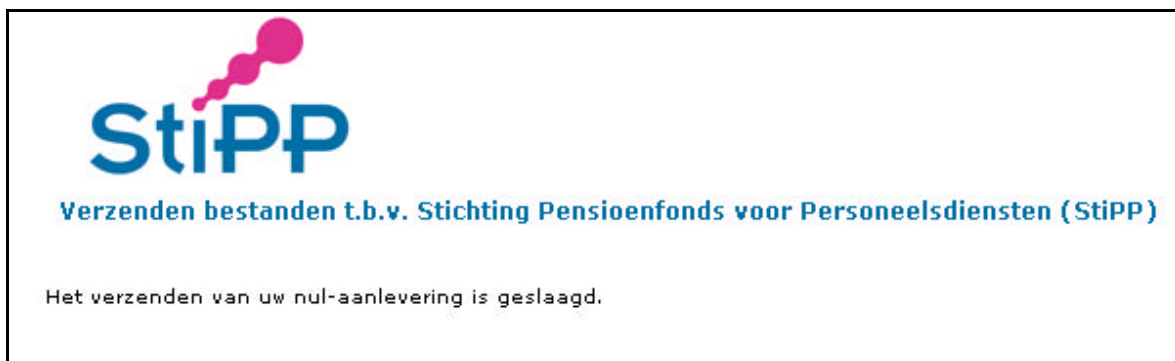 StiPP
Verzenden bestanden t.b.v. Stichting Pensioenfonds voor Personeelsdiensten (StiPP)
Het verzenden van uw nul-aanlevering is geslaagd.